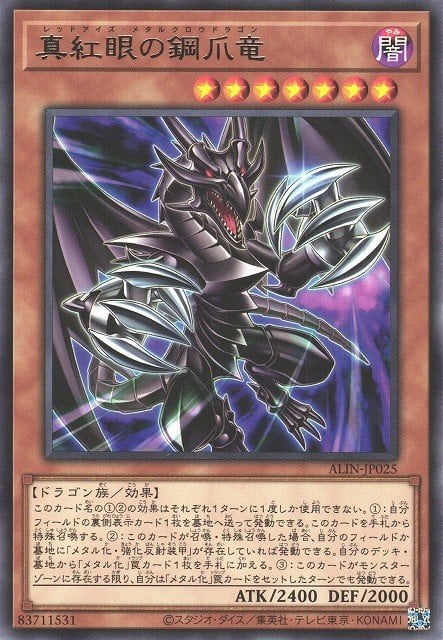 レッドアイズ・メタルクロウドラゴン
真紅眼の鋼爪竜
やみ
闇
ALIN-JP025
【ドラゴン族／効果】
このカード名の①②の効果はそれぞれ1ターンに1度しか使用できない。①：自分
フィールドの裏側表示カード1枚を墓地へ送って発動できる。このカードを手札から
特殊召喚する。②：このカードが召喚・特殊召喚した場合、自分のフィールドか
墓地に「メタル化・強化反射装甲」が存在していれば発動できる。自分のデッキ・
墓地から「メタル化」罠カード1枚を手札に加える。③：このカードがモンスター
ゾーンに存在する限り、自分は「メタル化」罠カードをセットしたターンでも発動できる。
ATK/2400 DEF/2000
83711531
©スタジオ・ダイス／集英社・テレビ東京・KONAMI